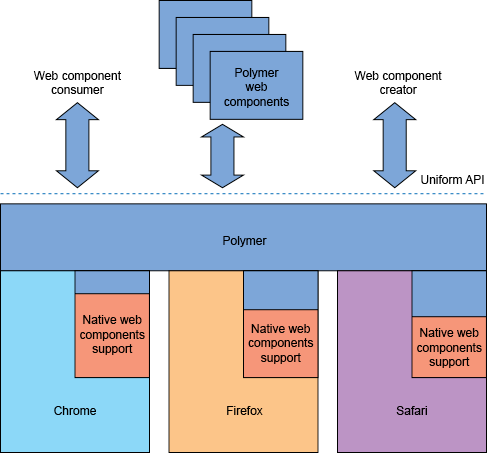 Web component
consumer
Polymer
web
components
Web component
creator
Uniform API
Polymer
Native web
components
support
Native web
components
support
Native web
components
support
Chrome
Firefox
Safari